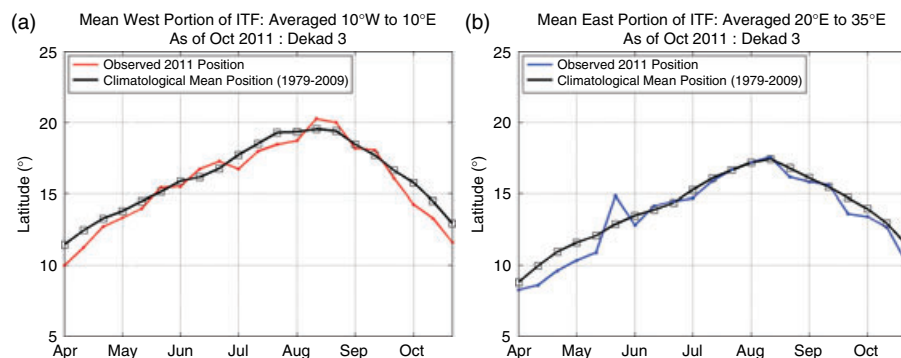 (a)
Mean West Portion of ITF: Averaged 10°W to 10°E
As of Oct 2011 : Dekad 3
25
20
15
10
5
Latitude (°)
Observed 2011 Position
Climatological Mean Position (1979-2009)
Apr May Jun Jul Aug Sep Oct
(b)
Mean East Portion of ITF: Averaged 20°E to 35°E
As of Oct 2011 : Dekad 3
25
20
15
10
5
Latitude (°)
Observed 2011 Position
Climatological Mean Position (1979-2009)
Apr May Jun Jul Aug Sep Oct